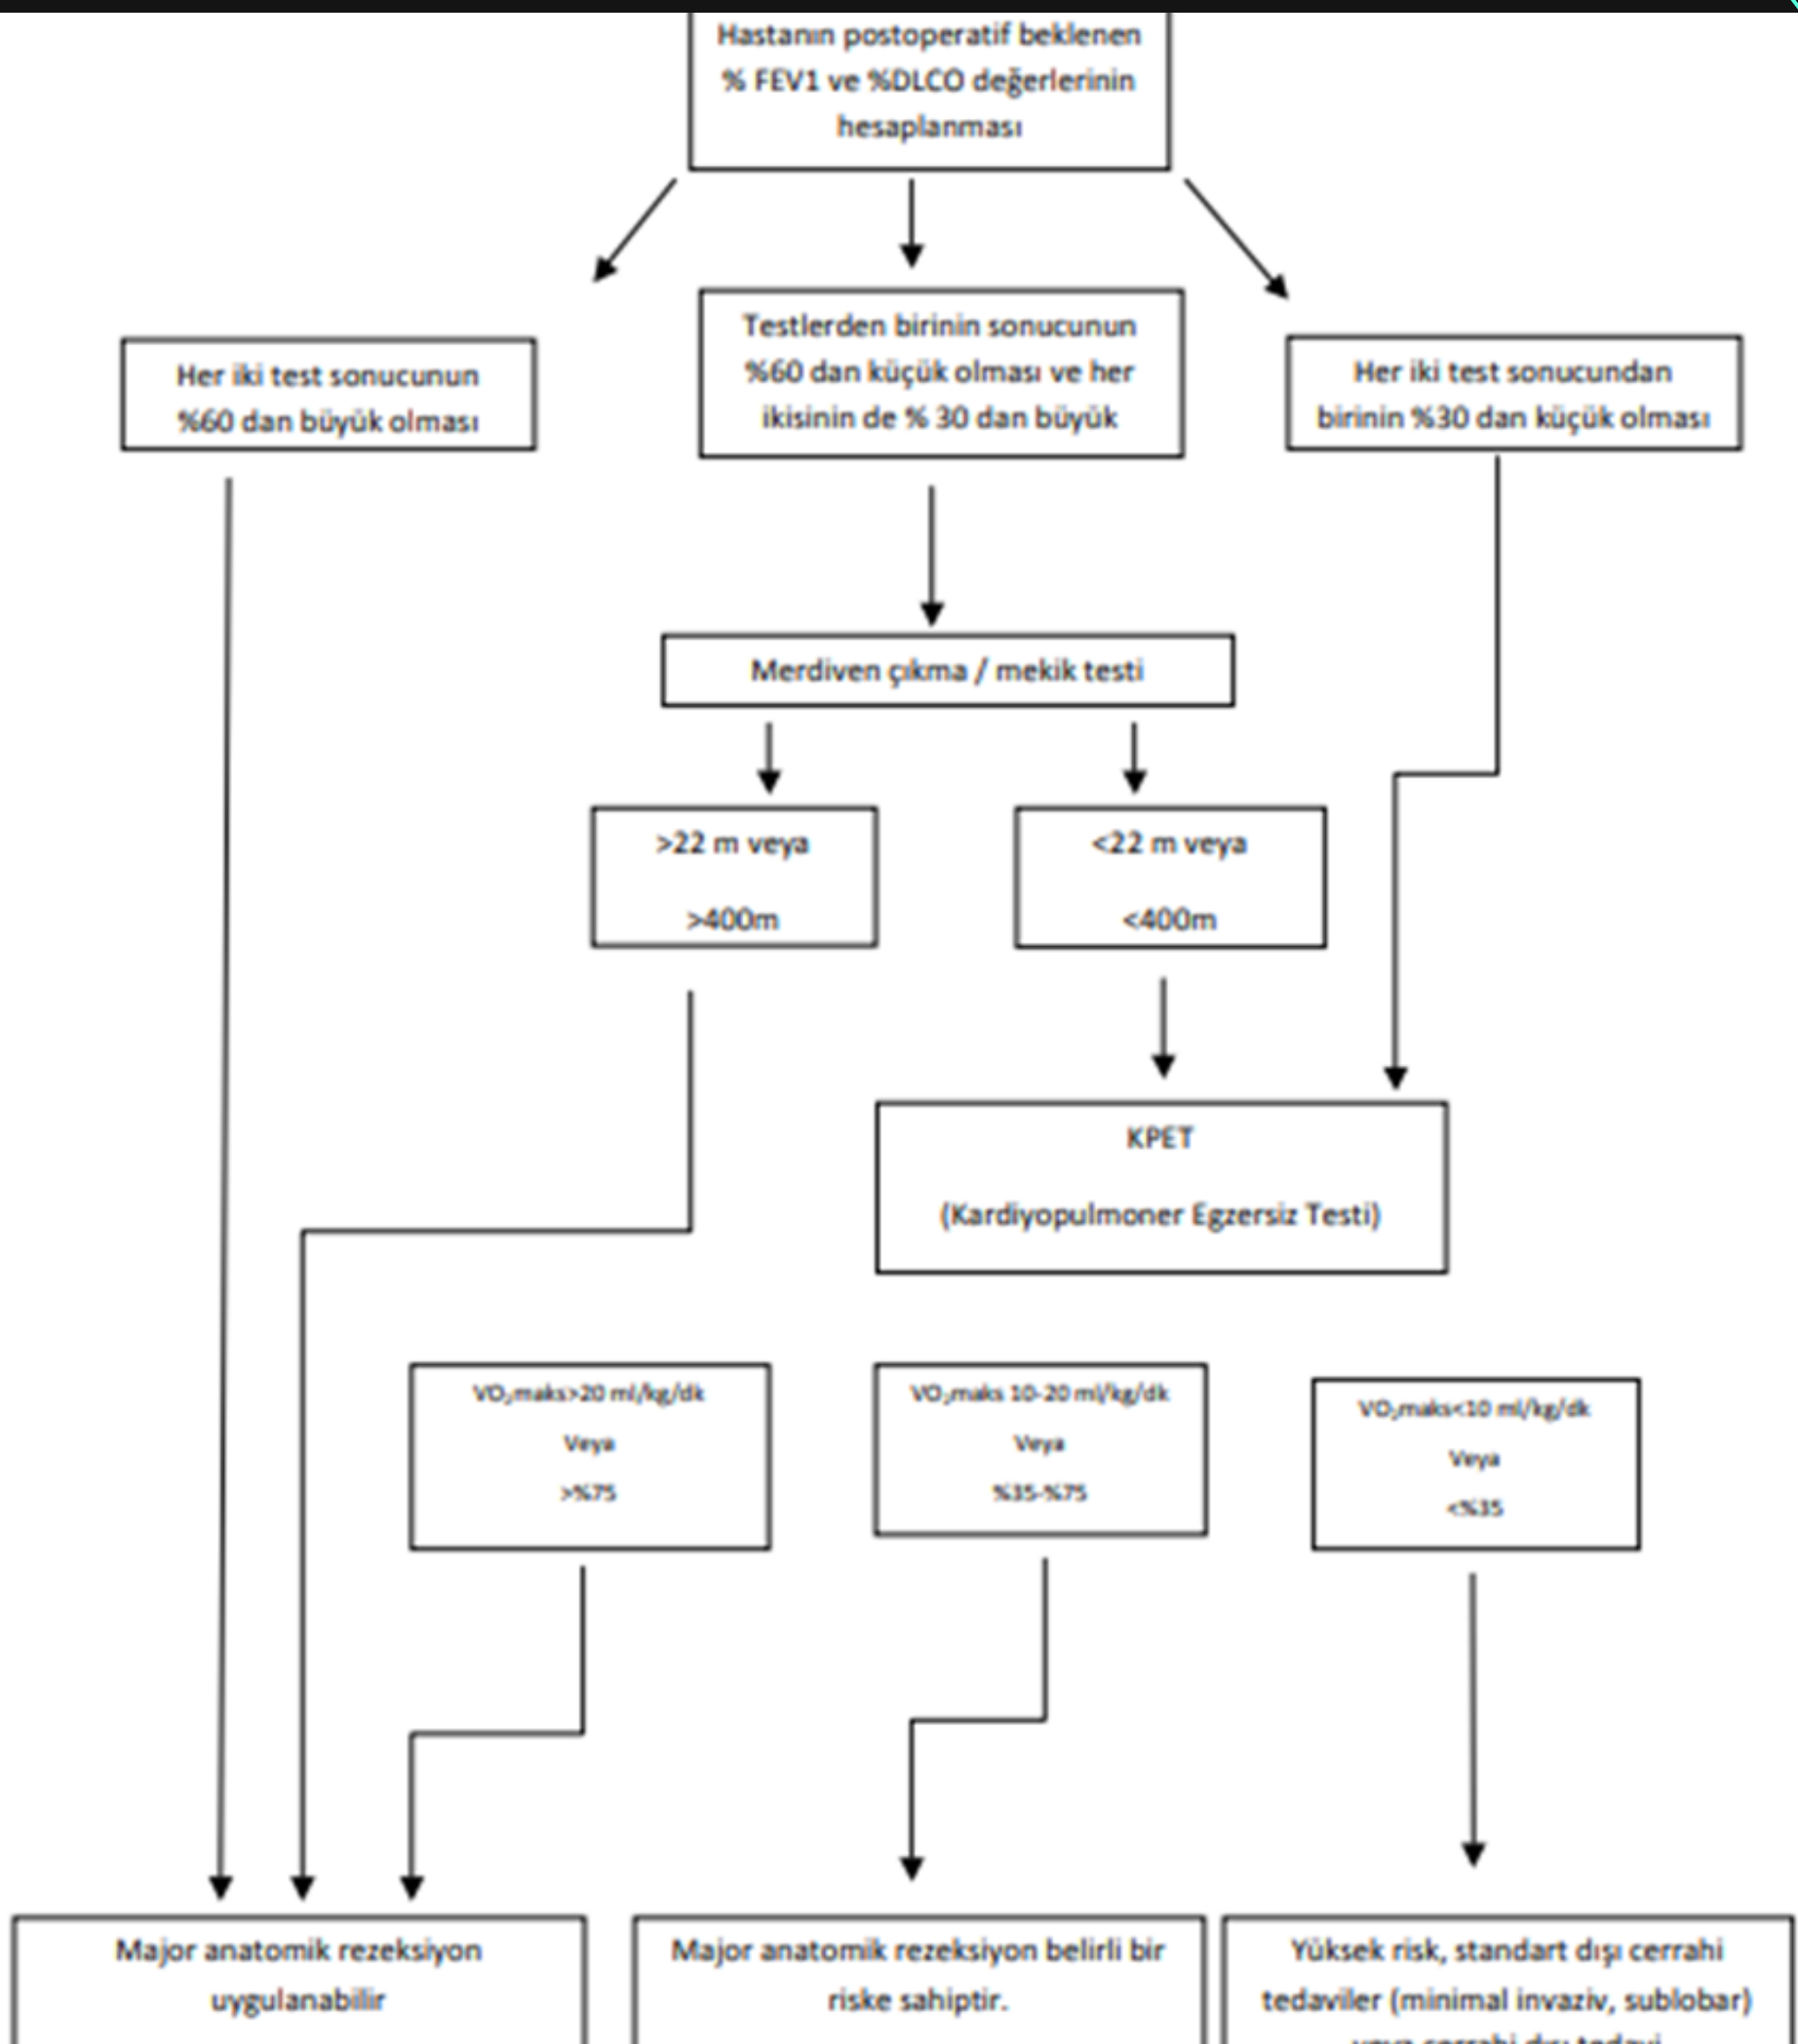 Hastanın postoperatif beklenen
% FEV1 ve %DLCO değerlerinin
hesaplanması
Her iki test sonucunun
%60 dan büyük olması
Testlerden birinin sonucunun
%60 dan küçük olması ve her
ikisinin de % 30 dan büyük
Her iki test sonucundan
birinin %30 dan küçük olması
Merdiven çıkma / mekik testi
>22 m veya
>400m
<22 m veya
<400m
KPET
(Kardiyopulmoner Egzersiz Testi)
VO₂maks>20 ml/kg/dk
Veya
>%75
VO₂maks 10-20 ml/kg/dk
Veya
%35-%75
VO₂maks<10 ml/kg/dk
Veya
<%35
Major anatomik rezeksiyon
uygulanabilir
Major anatomik rezeksiyon belirli bir
riske sahiptir.
Yüksek risk, standart dışı cerrahi
tedaviler (minimal invaziv, sublobar)